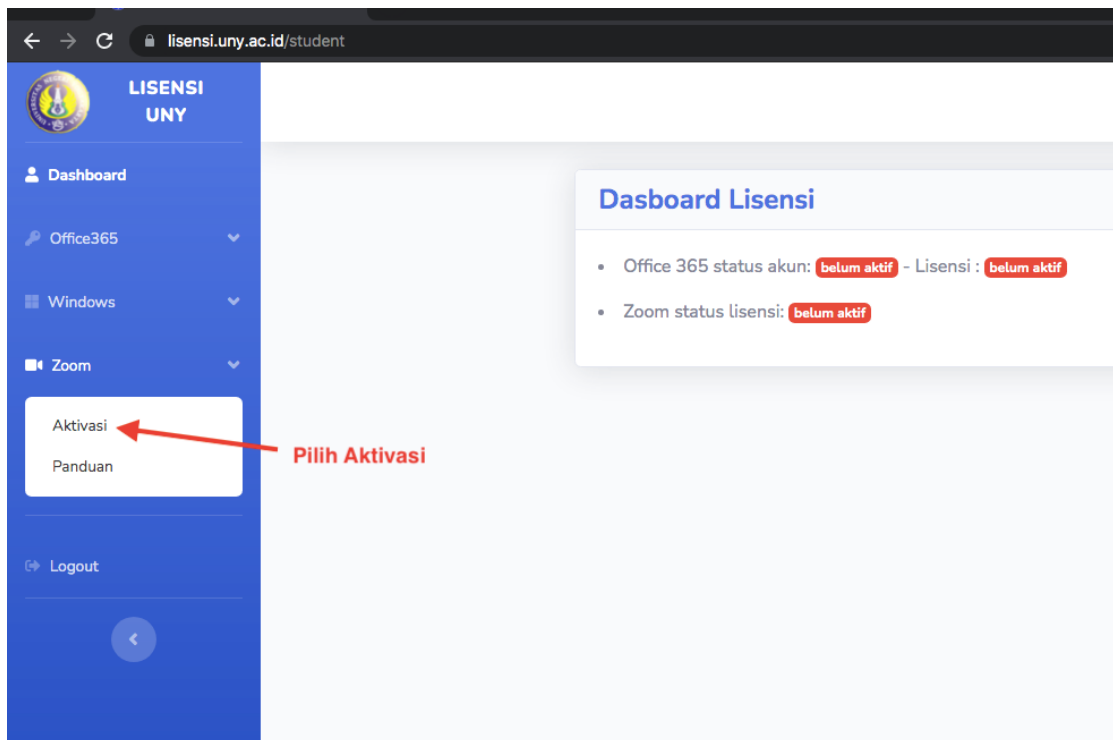 lisensi.uny.ac.id/student
LISENSI
UNY
Dashboard
Office365
Windows
Zoom
Aktivasi
Panduan
Logout
Dasboard Lisensi
Office 365 status akun: belum aktif - Lisensi : belum aktif
Zoom status lisensi: belum aktif
Pilih Aktivasi